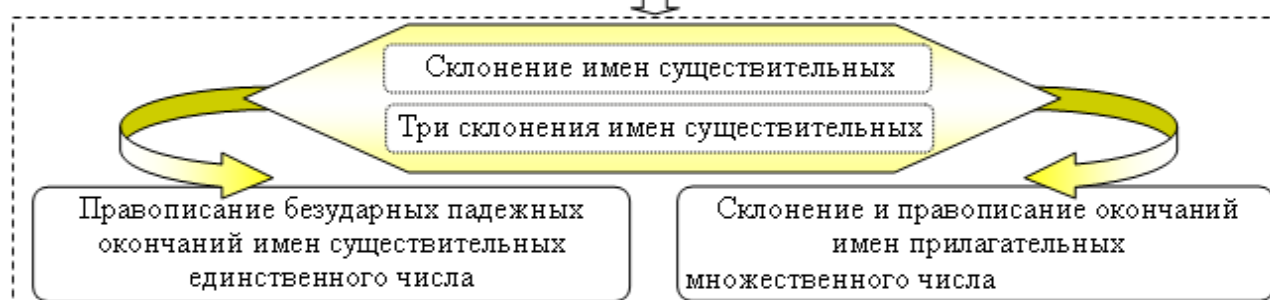 Склонение имен существительных
Три склонения имен существительных
Правописание безударных падежных
окончаний имен существительных
единственного числа
Склонение и правописание окончаний
имен прилагательных
множественного числа